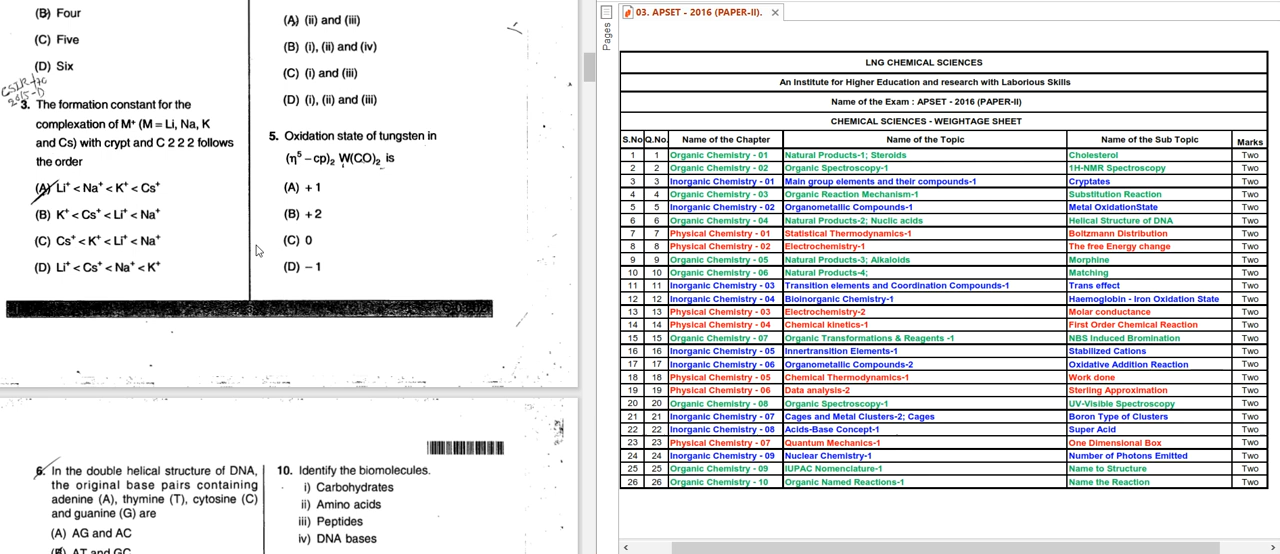 (B) Four
(C) Five
(D) Six
CSIR-
2015-D
3. The formation constant for the
complexation of M⁺ (M = Li, Na, K
and Cs) with crypt and C 2 2 2 follows
the order
(A) Li⁺ < Na⁺ < K⁺ < Cs⁺
(B) K⁺ < Cs⁺ < Li⁺ < Na⁺
(C) Cs⁺ < K⁺ < Li⁺ < Na⁺
(D) Li⁺ < Cs⁺ < Na⁺ < K⁺
(A) (ii) and (iii)
(B) (i), (ii) and (iv)
(C) (i) and (iii)
(D) (i), (ii) and (iii)
5. Oxidation state of tungsten in
(η⁵ – cp)₂ W(CO)₂ is
(A) + 1
(B) + 2
(C) 0
(D) – 1
6. In the double helical structure of DNA,
the original base pairs containing
adenine (A), thymine (T), cytosine (C)
and guanine (G) are
(A) AG and AC
(B) AT and GC
10. Identify the biomolecules.
i) Carbohydrates
ii) Amino acids
iii) Peptides
iv) DNA bases
Pages
03. APSET - 2016 (PAPER-II).
LNG CHEMICAL SCIENCES
An Institute for Higher Education and research with Laborious Skills
Name of the Exam : APSET - 2016 (PAPER-II)
CHEMICAL SCIENCES - WEIGHTAGE SHEET
S.No Q.No. Name of the Chapter Name of the Topic Name of the Sub Topic Marks
1 1 Organic Chemistry - 01 Natural Products-1; Steroids Cholesterol Two
2 2 Organic Chemistry - 02 Organic Spectroscopy-1 1H-NMR Spectroscopy Two
3 3 Inorganic Chemistry - 01 Main group elements and their compounds-1 Cryptates Two
4 4 Organic Chemistry - 03 Organic Reaction Mechanism-1 Substitution Reaction Two
5 5 Inorganic Chemistry - 02 Organometallic Compounds-1 Metal OxidationState Two
6 6 Organic Chemistry - 04 Natural Products-2; Nuclic acids Helical Structure of DNA Two
7 7 Physical Chemistry - 01 Statistical Thermodynamics-1 Boltzmann Distribution Two
8 8 Physical Chemistry - 02 Electrochemistry-1 The free Energy change Two
9 9 Organic Chemistry - 05 Natural Products-3; Alkaloids Morphine Two
10 10 Organic Chemistry - 06 Natural Products-4; Matching Two
11 11 Inorganic Chemistry - 03 Transition elements and Coordination Compounds-1 Trans effect Two
12 12 Inorganic Chemistry - 04 Bioinorganic Chemistry-1 Haemoglobin - Iron Oxidation State Two
13 13 Physical Chemistry - 03 Electrochemistry-2 Molar conductance Two
14 14 Physical Chemistry - 04 Chemical kinetics-1 First Order Chemical Reaction Two
15 15 Organic Chemistry - 07 Organic Transformations & Reagents -1 NBS Induced Bromination Two
16 16 Inorganic Chemistry - 05 Innertransition Elements-1 Stabilized Cations Two
17 17 Inorganic Chemistry - 06 Organometallic Compounds-2 Oxidative Addition Reaction Two
18 18 Physical Chemistry - 05 Chemical Thermodynamics-1 Work done Two
19 19 Physical Chemistry - 06 Data analysis-2 Sterling Approximation Two
20 20 Organic Chemistry - 08 Organic Spectroscopy-1 UV-Visible Spectroscopy Two
21 21 Inorganic Chemistry - 07 Cages and Metal Clusters-2; Cages Boron Type of Clusters Two
22 22 Inorganic Chemistry - 08 Acids-Base Concept-1 Super Acid Two
23 23 Physical Chemistry - 07 Quantum Mechanics-1 One Dimensional Box Two
24 24 Inorganic Chemistry - 09 Nuclear Chemistry-1 Number of Photons Emitted Two
25 25 Organic Chemistry - 09 IUPAC Nomenclature-1 Name to Structure Two
26 26 Organic Chemistry - 10 Organic Named Reactions-1 Name the Reaction Two